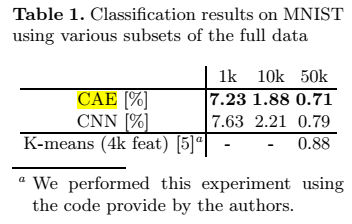 Table 1. Classification results on MNIST
using various subsets of the full data
1k 10k 50k
CAE [%] 7.23 1.88 0.71
CNN [%] 7.63 2.21 0.79
K-means (4k feat) [5]a - - 0.88
a We performed this experiment using
the code provide by the authors.